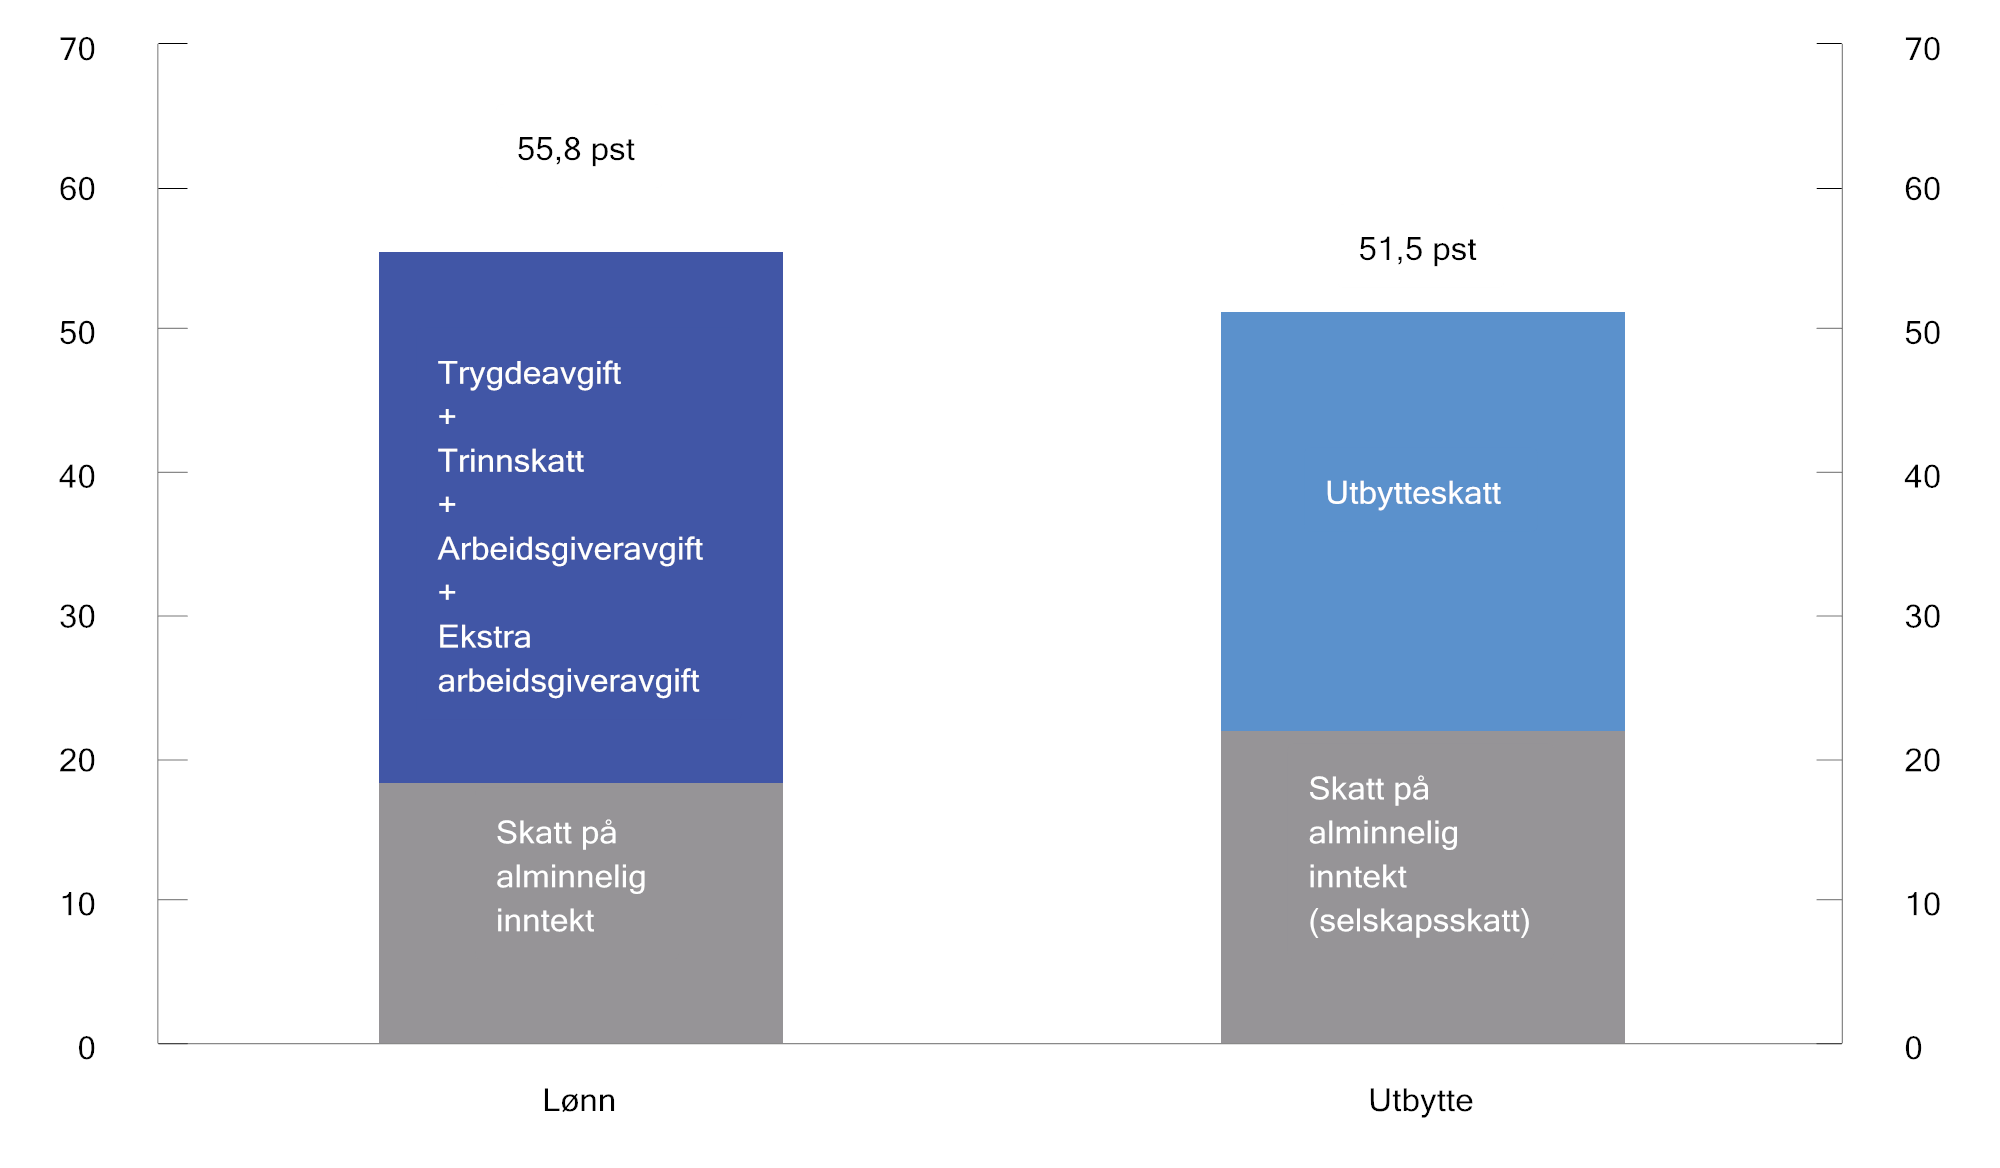 70
70
55,8 pst
60
60
51,5 pst
50
50
Trygdeavgift
+
Trinnskatt
+
Arbeidsgiveravgift
+
Ekstra
arbeidsgiveravgift
40
40
Utbytteskatt
30
30
20
20
Skatt på
alminnelig
inntekt
Skatt på
alminnelig
inntekt
(selskapsskatt)
10
10
0
0
Lønn
Utbytte